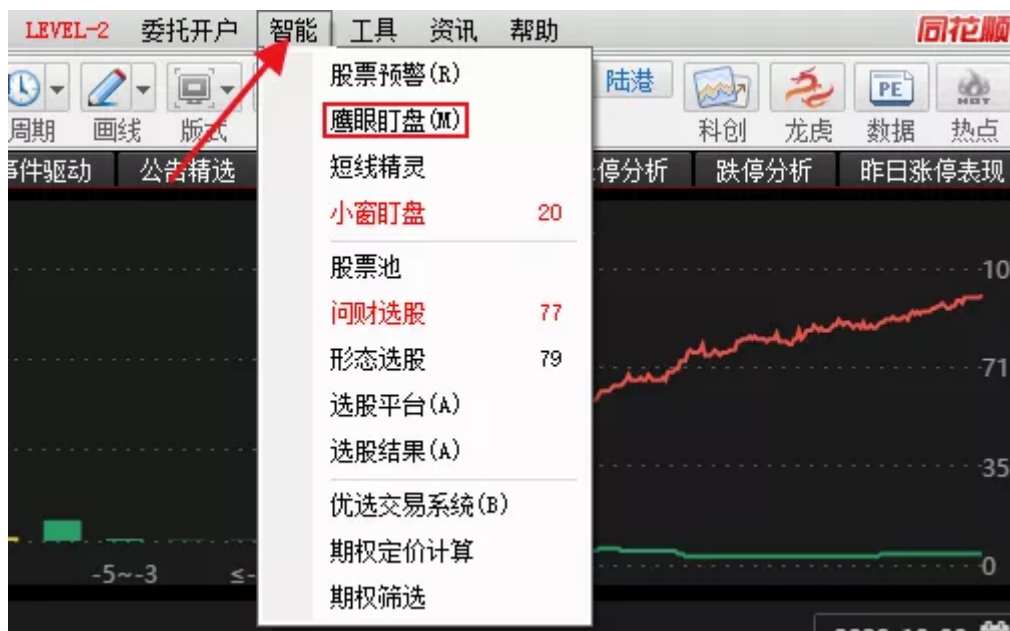 LEVEL-2 委托开户 智能 工具 资讯 帮助 同花顺
股票预警(R)
陆港
PE
HOT
周期 画线 版式 科创 龙虎 数据 热点
鹰眼盯盘(M)
事件驱动 公告精选 停分析 跌停分析 昨日涨停表现
短线精灵
小窗盯盘 20
股票池
10
问财选股 77
形态选股 79
71
选股平台(A)
选股结果(A)
35
优选交易系统(B)
期权定价计算
-5~-3 ≤- 0
期权筛选